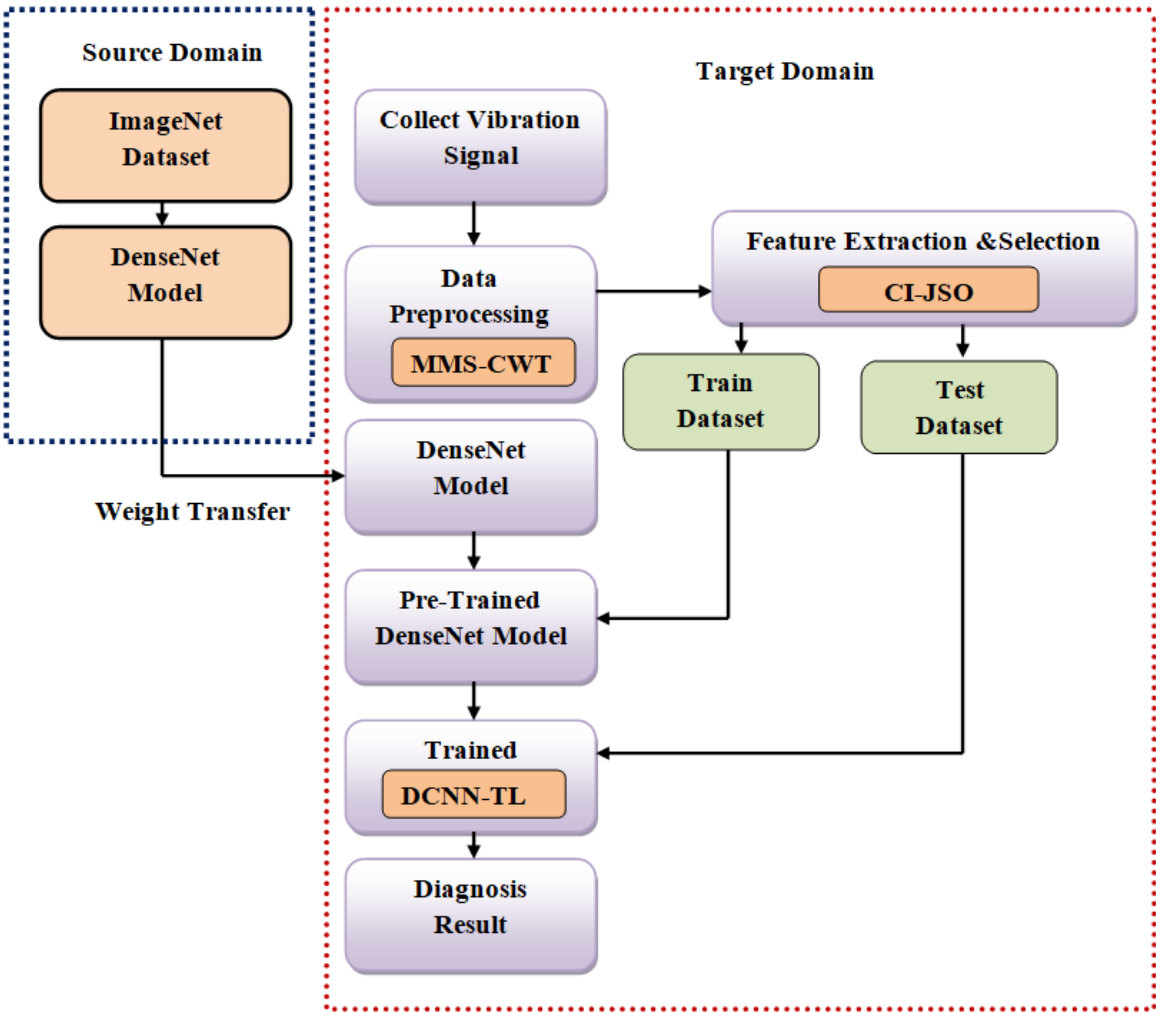 Source Domain
ImageNet
Dataset
DenseNet
Model
Weight Transfer
Target Domain
Collect Vibration
Signal
Data
Preprocessing
MMS-CWT
Feature Extraction &Selection
CI-JSO
Train
Dataset
Test
Dataset
DenseNet
Model
Pre-Trained
DenseNet Model
Trained
DCNN-TL
Diagnosis
Result